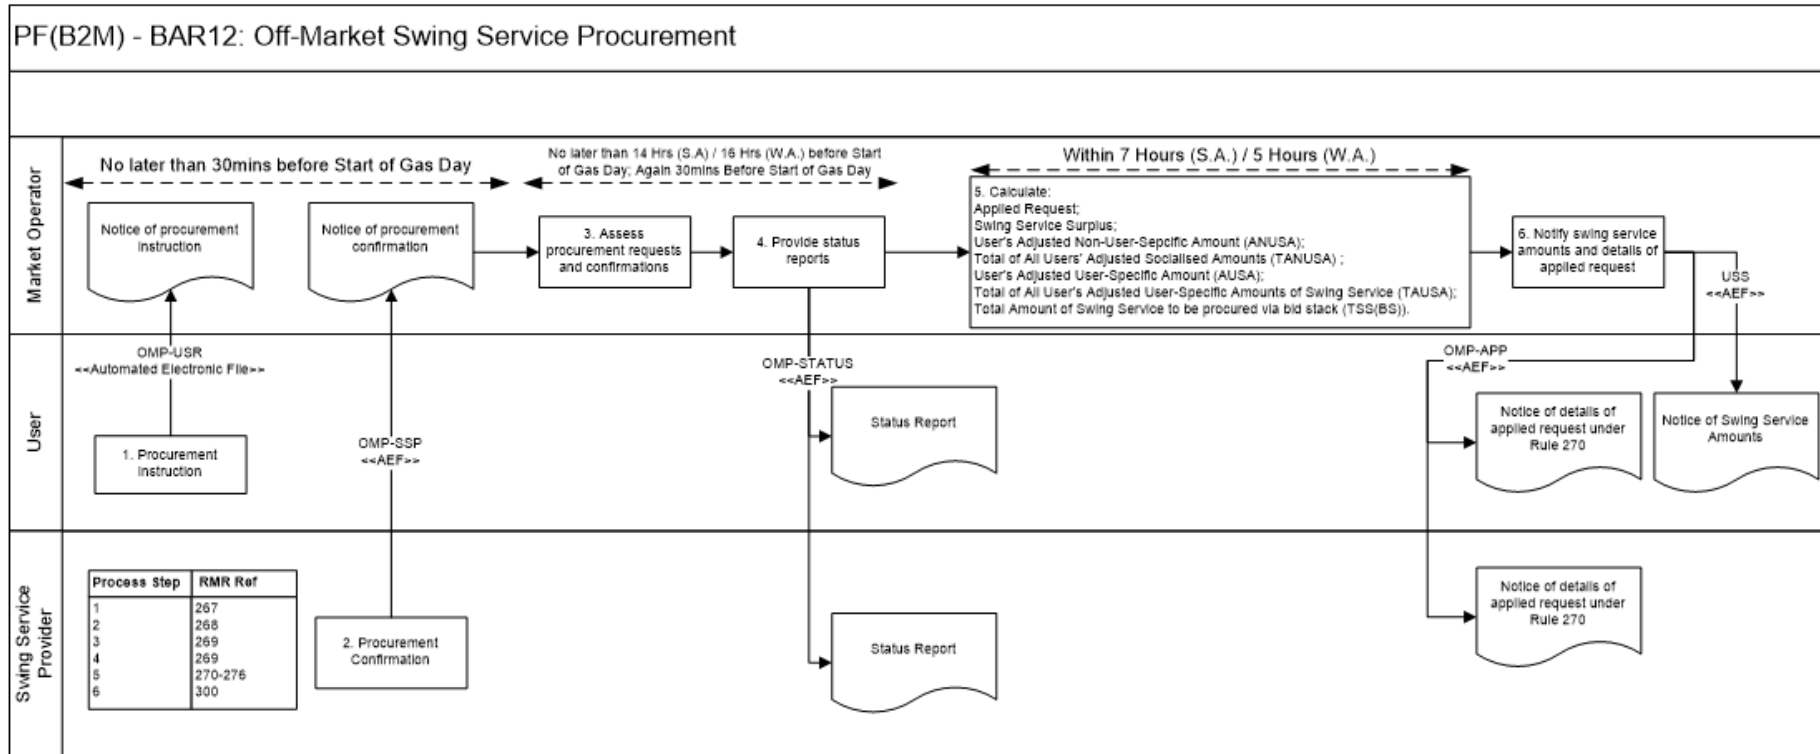 PF(B2M) - BAR12: Off-Market Swing Service Procurement
Market Operator
No later than 30mins before Start of Gas Day
No later than 14 Hrs (S.A) / 16 Hrs (W.A.) before Start
of Gas Day; Again 30mins Before Start of Gas Day
Within 7 Hours (S.A.) / 5 Hours (W.A.)
Notice of procurement
instruction
Notice of procurement
confirmation
3. Assess
procurement requests
and confirmations
4. Provide status
reports
5. Calculate:
Applied Request;
Swing Service Surplus;
User's Adjusted Non-User-Sepcific Amount (ANUSA);
Total of All Users' Adjusted Socialised Amounts (TANUSA) ;
User's Adjusted User-Specific Amount (AUSA);
Total of All User's Adjusted User-Specific Amounts of Swing Service (TAUSA);
Total Amount of Swing Service to be procured via bid stack (TSS(BS)).
6. Notify swing service
amounts and details of
applied request
USS
<<AEF>>
User
OMP-USR
<<Automated Electronic File>>
1. Procurement
Instruction
OMP-SSP
<<AEF>>
OMP-STATUS
<<AEF>>
Status Report
OMP-APP
<<AEF>>
Notice of details of
applied request under
Rule 270
Notice of Swing Service
Amounts
Swing Service
Provider
Process Step RMR Ref
1 267
2 268
3 269
4 269
5 270-276
6 300
2. Procurement
Confirmation
Status Report
Notice of details of
applied request under
Rule 270